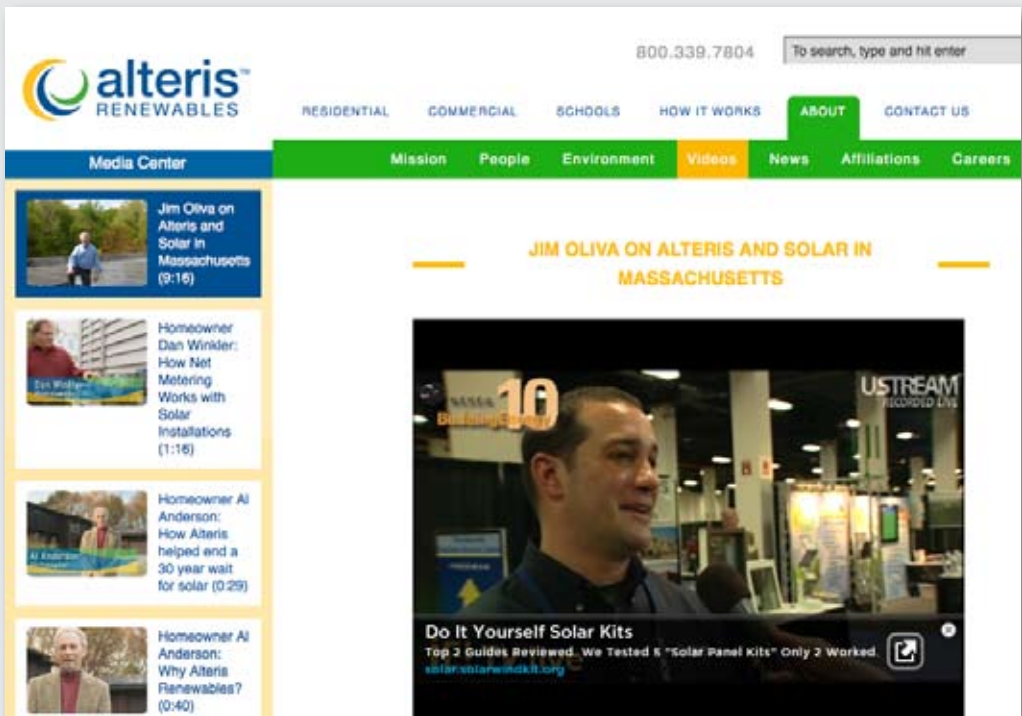 800.339.7804
To search, type and hit enter
alteris™
RENEWABLES
RESIDENTIAL COMMERCIAL SCHOOLS HOW IT WORKS ABOUT CONTACT US
Media Center
Mission People Environment Videos News Affiliations Careers
Jim Oliva on
Alteris and
Solar in
Massachusetts
(9:16)
Homeowner
Dan Winkler:
How Net
Metering
Works with
Solar
Installations
(1:16)
Dan Winkler
Homeowner Al
Anderson:
How Alteris
helped end a
30 year wait
for solar (0:29)
Al Anderson
Homeowner Al
Anderson:
Why Alteris
Renewables?
(0:40)
JIM OLIVA ON ALTERIS AND SOLAR IN
MASSACHUSETTS
10
BuildingEnergy
USTREAM
RECORDED LIVE
Do It Yourself Solar Kits
Top 2 Guides Reviewed. We Tested 5 "Solar Panel Kits" Only 2 Worked.
solar.solarwindkit.org